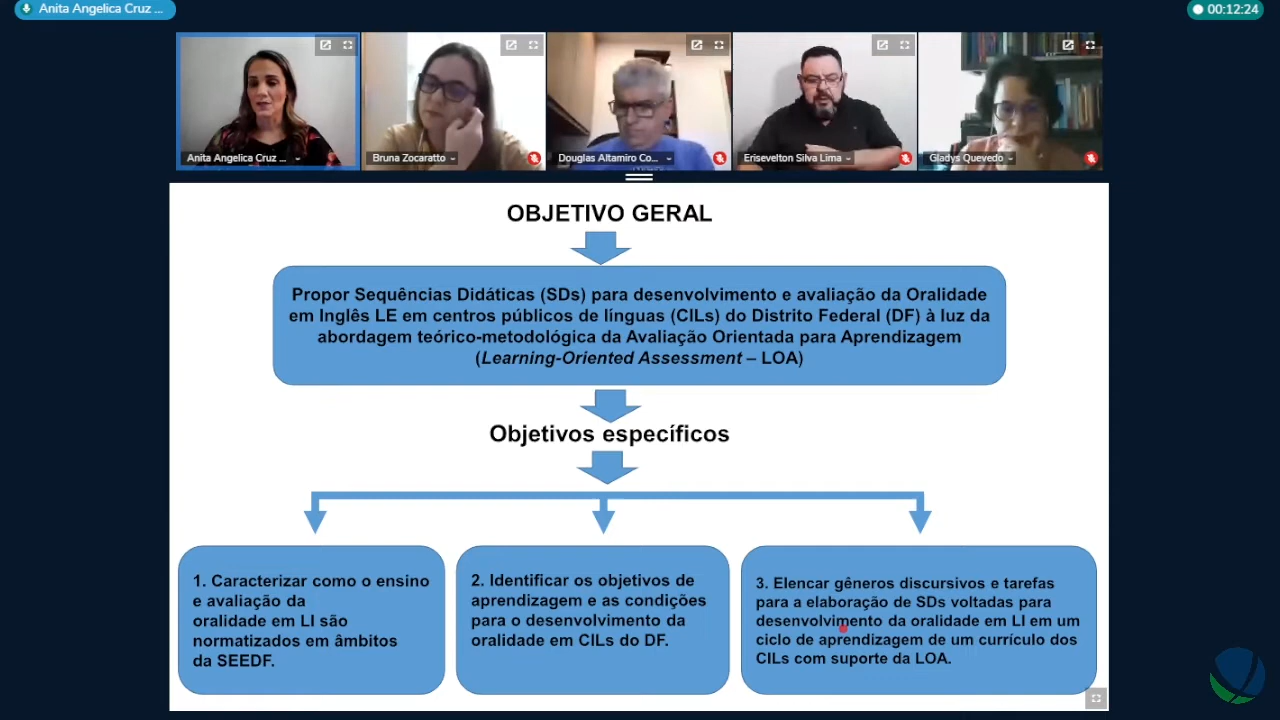 Anita Angelica Cruz ...
00:12:24
Anita Angelica Cruz ...
Bruna Zocaratto
Douglas Altamiro Co...
Erisevelton Silva Lima
Gladys Quevedo
OBJETIVO GERAL
Propor Sequências Didáticas (SDs) para desenvolvimento e avaliação da Oralidade
em Inglês LE em centros públicos de línguas (CILs) do Distrito Federal (DF) à luz da
abordagem teórico-metodológica da Avaliação Orientada para Aprendizagem
(Learning-Oriented Assessment – LOA)
Objetivos específicos
1. Caracterizar como o ensino
e avaliação da
oralidade em LI são
normatizados em âmbitos
da SEEDF.
2. Identificar os objetivos de
aprendizagem e as condições
para o desenvolvimento da
oralidade em CILs do DF.
3. Elencar gêneros discursivos e tarefas
para a elaboração de SDs voltadas para
desenvolvimento da oralidade em LI em um
ciclo de aprendizagem de um currículo dos
CILs com suporte da LOA.